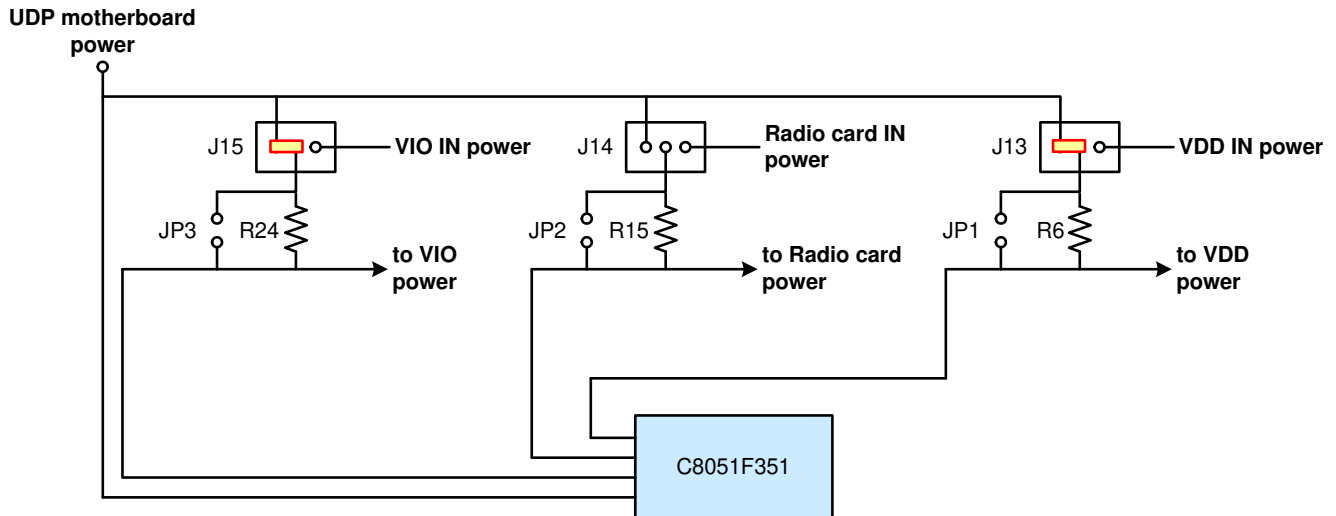 UDP motherboard
power
J15
VIO IN power
J14
Radio card IN
power
J13
VDD IN power
JP3
R24
JP2
R15
JP1
R6
to VIO
power
to Radio card
power
to VDD
power
C8051F351